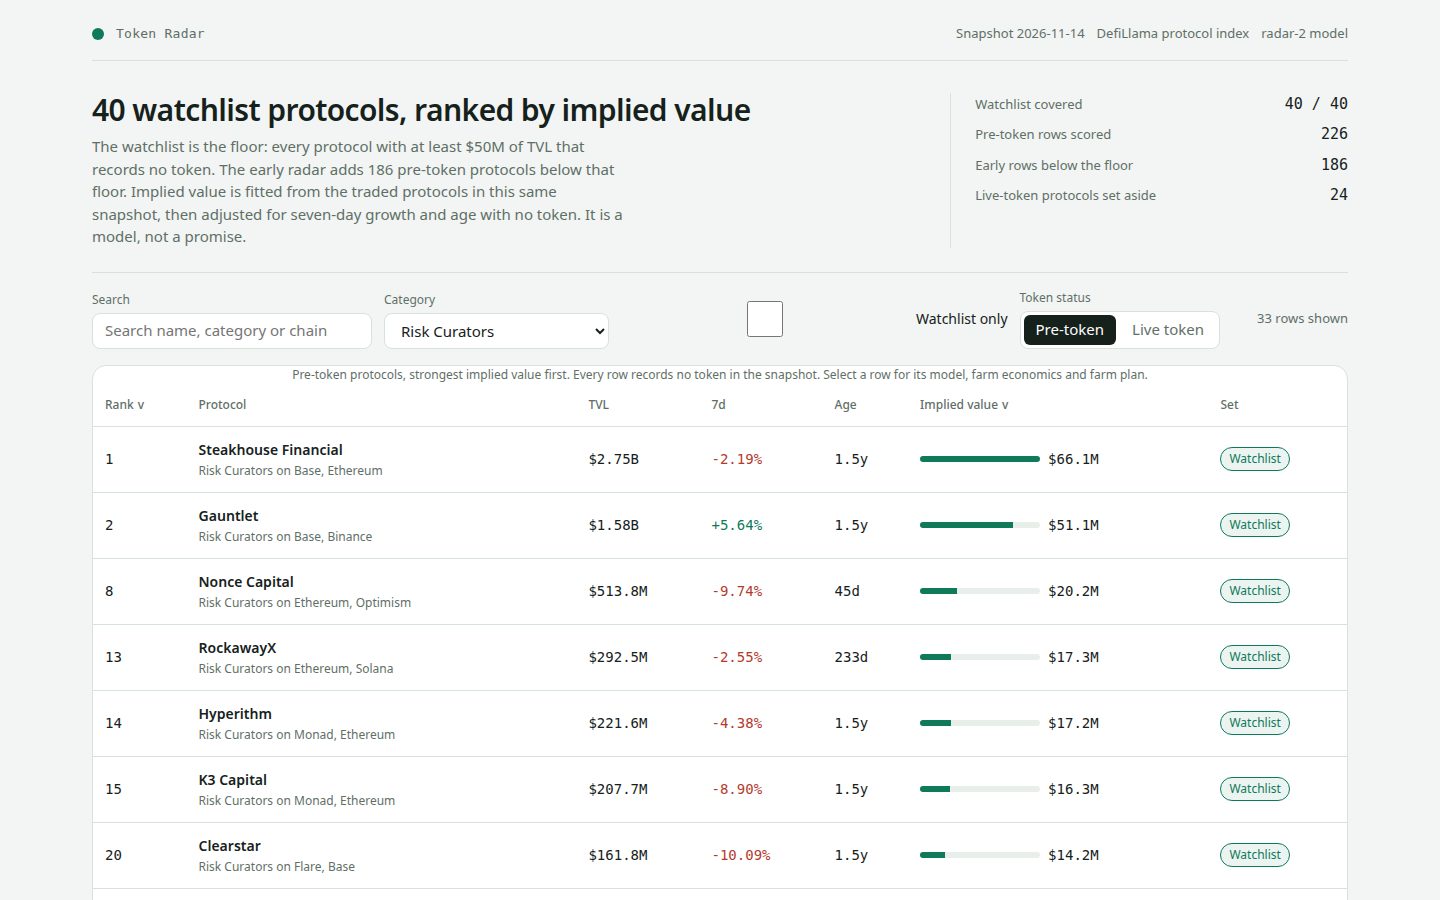 Token Radar
Snapshot 2026-11-14 DefiLlama protocol index radar-2 model
40 watchlist protocols, ranked by implied value
The watchlist is the floor: every protocol with at least $50M of TVL that
records no token. The early radar adds 186 pre-token protocols below that
floor. Implied value is fitted from the traded protocols in this same
snapshot, then adjusted for seven-day growth and age with no token. It is a
model, not a promise.
Watchlist covered 40 / 40
Pre-token rows scored 226
Early rows below the floor 186
Live-token protocols set aside 24
Search
Search name, category or chain
Category
Risk Curators
Watchlist only
Token status
Pre-token Live token
33 rows shown
Pre-token protocols, strongest implied value first. Every row records no token in the snapshot. Select a row for its model, farm economics and farm plan.
Rank v Protocol TVL 7d Age Implied value v Set
1 Steakhouse Financial $2.75B -2.19% 1.5y $66.1M Watchlist
Risk Curators on Base, Ethereum
2 Gauntlet $1.58B +5.64% 1.5y $51.1M Watchlist
Risk Curators on Base, Binance
8 Nonce Capital $513.8M -9.74% 45d $20.2M Watchlist
Risk Curators on Ethereum, Optimism
13 RockawayX $292.5M -2.55% 233d $17.3M Watchlist
Risk Curators on Ethereum, Solana
14 Hyperithm $221.6M -4.38% 1.5y $17.2M Watchlist
Risk Curators on Monad, Ethereum
15 K3 Capital $207.7M -8.90% 1.5y $16.3M Watchlist
Risk Curators on Monad, Ethereum
20 Clearstar $161.8M -10.09% 1.5y $14.2M Watchlist
Risk Curators on Flare, Base